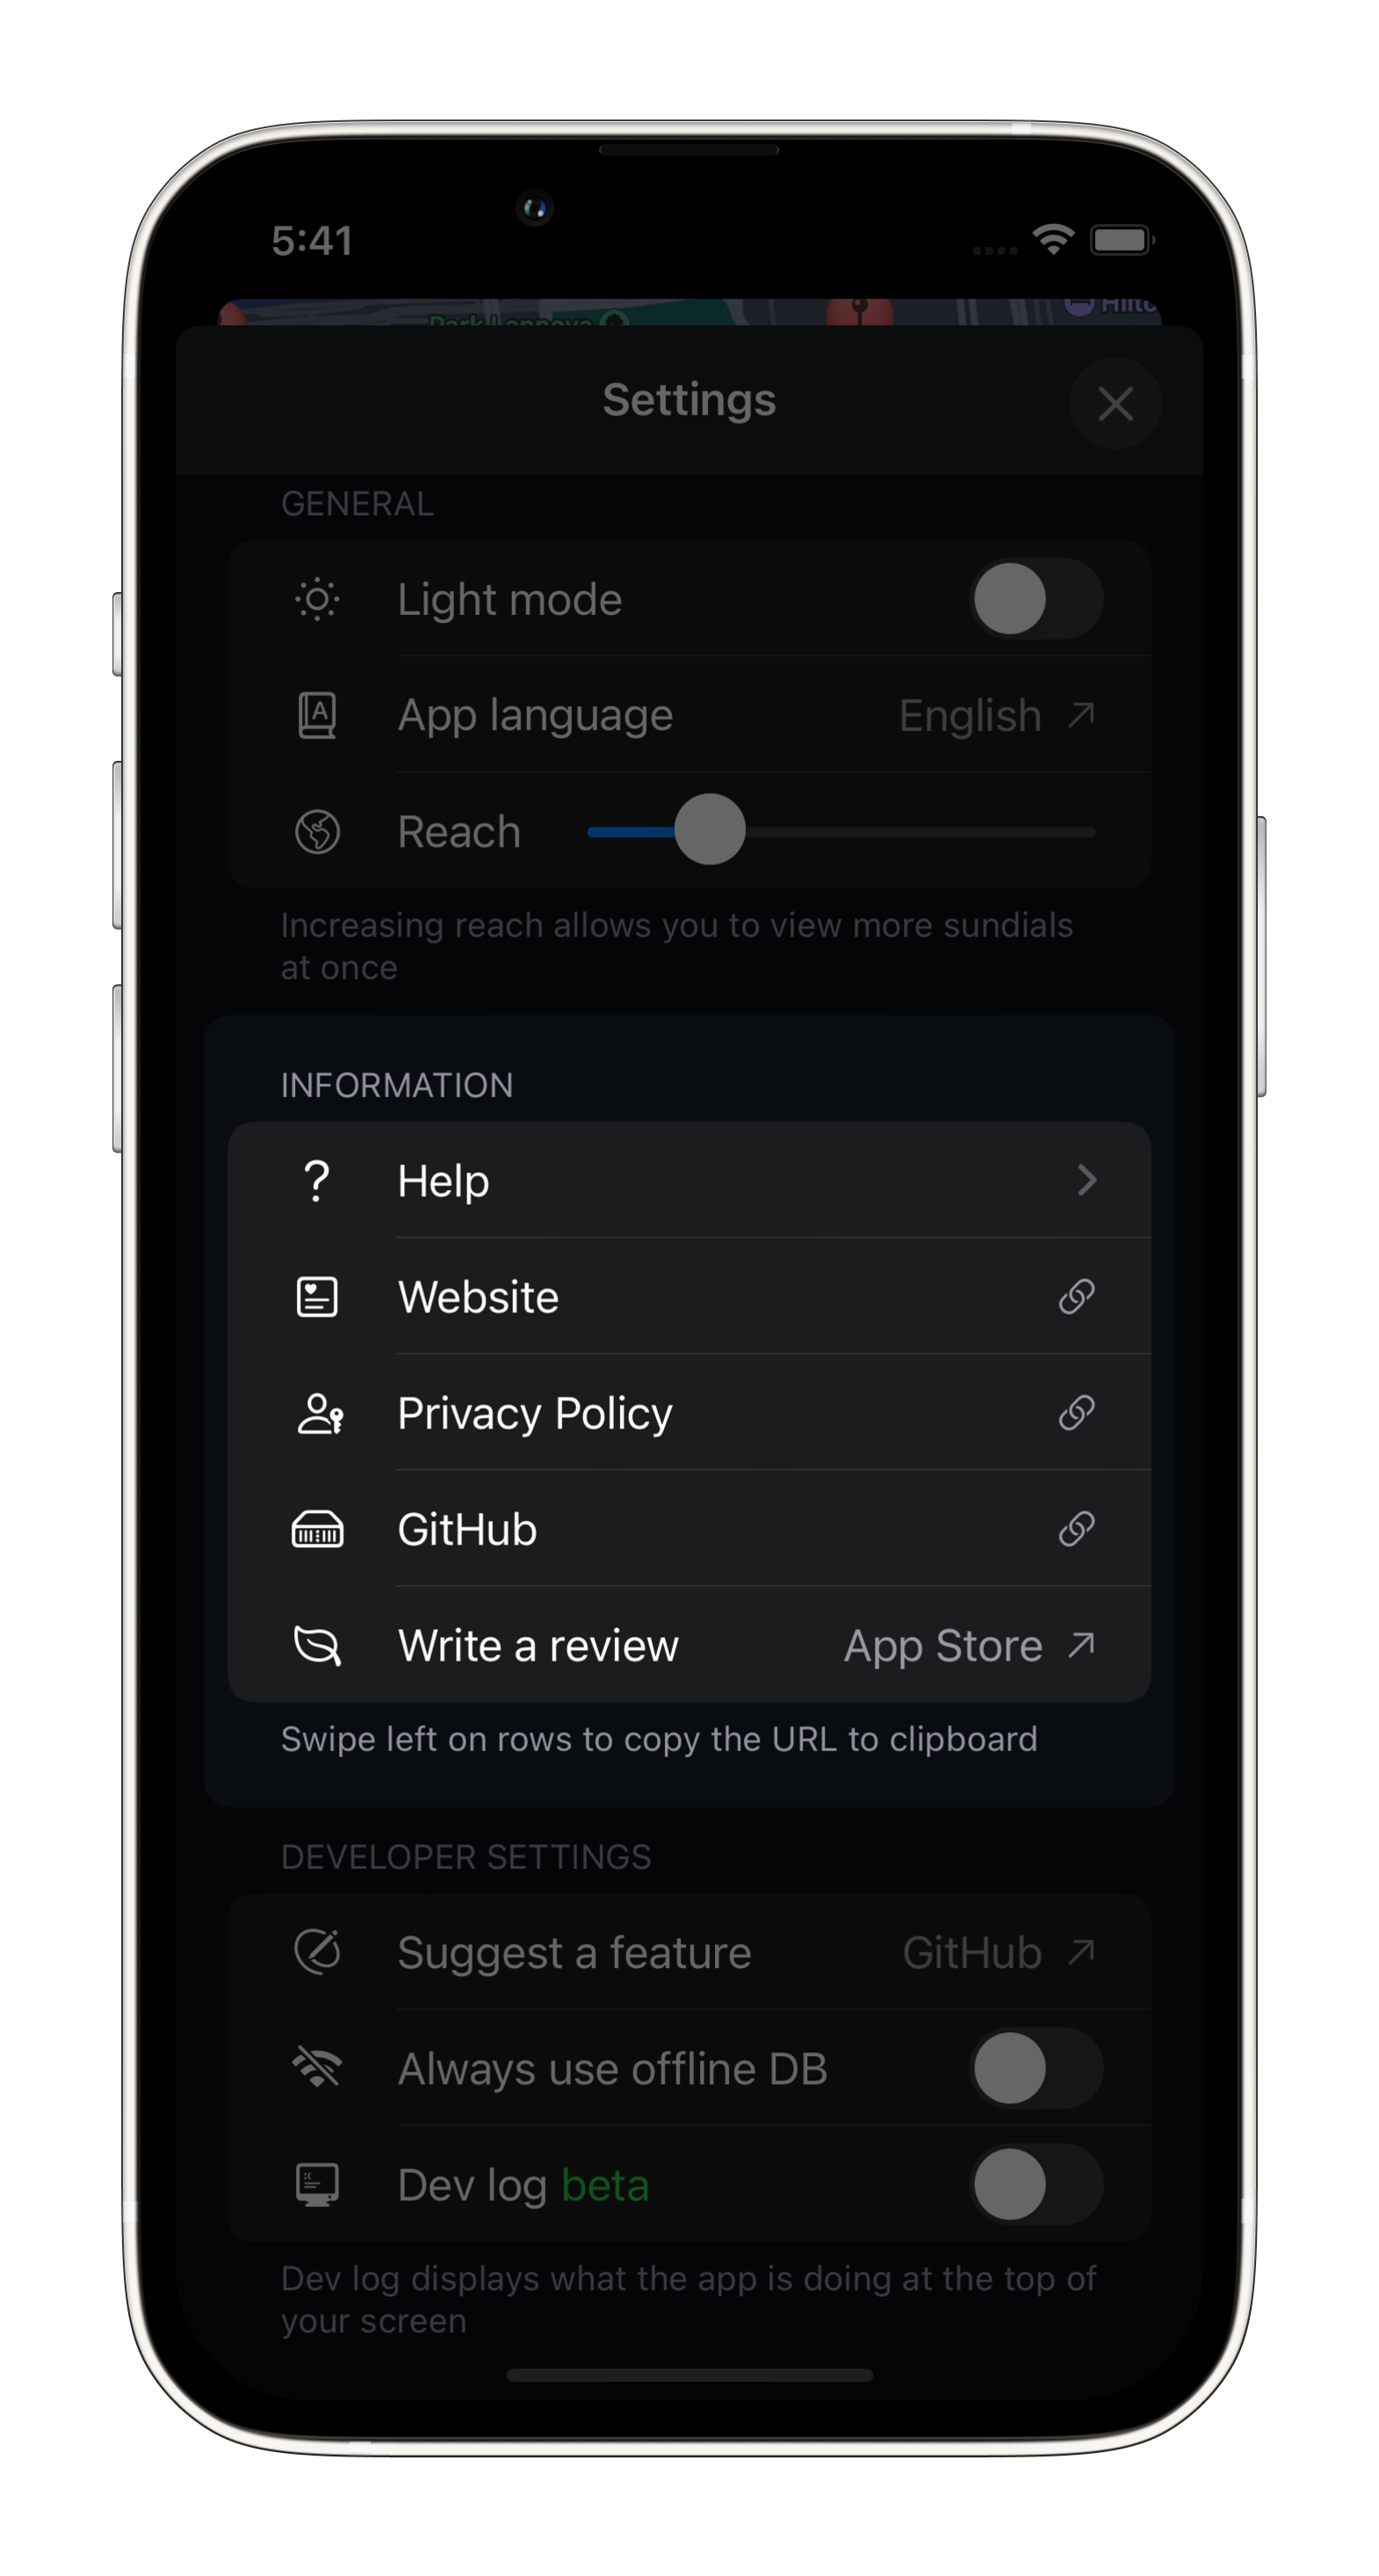 5:41
Park Lannova
Hilto
Settings
GENERAL
Light mode
App language English
Reach
Increasing reach allows you to view more sundials
at once
INFORMATION
Help
Website
Privacy Policy
GitHub
Write a review App Store
Swipe left on rows to copy the URL to clipboard
DEVELOPER SETTINGS
Suggest a feature GitHub
Always use offline DB
Dev log beta
Dev log displays what the app is doing at the top of
your screen